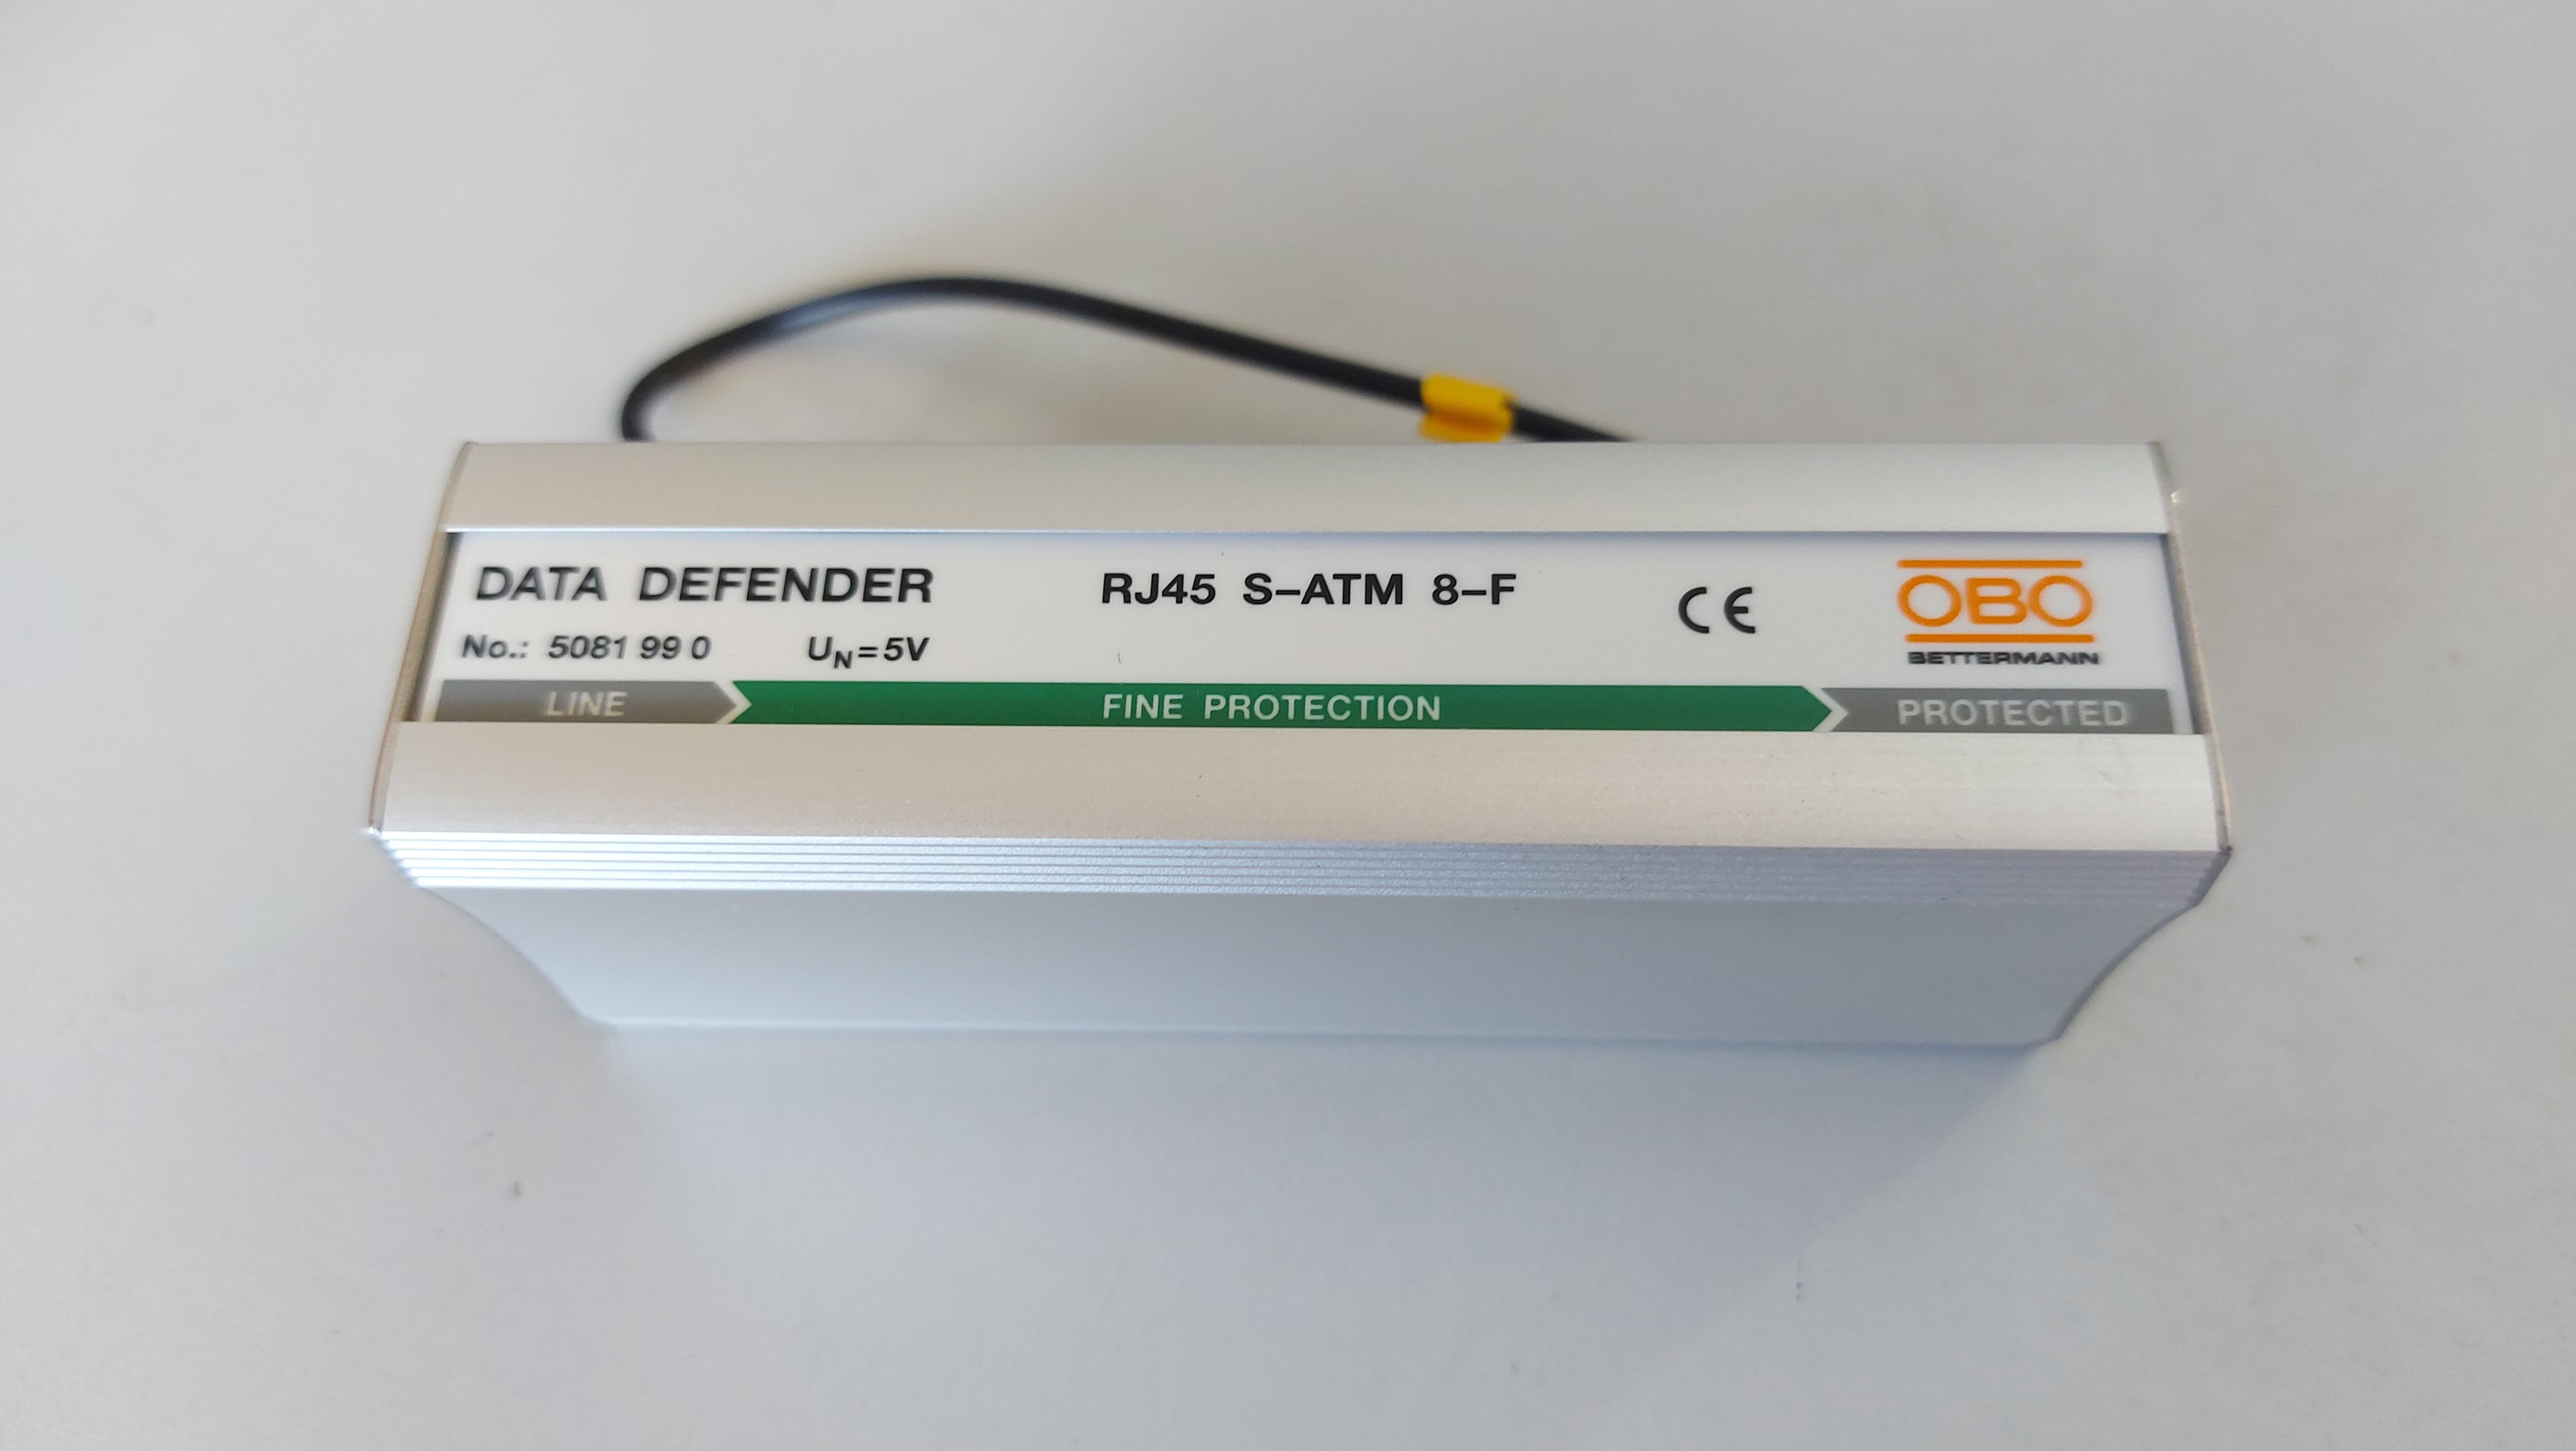 DATA DEFENDER RJ45 S-ATM 8-F CE OBO
No.: 5081 99 0 UN=5V BETTERMANN
LINE FINE PROTECTION PROTECTED